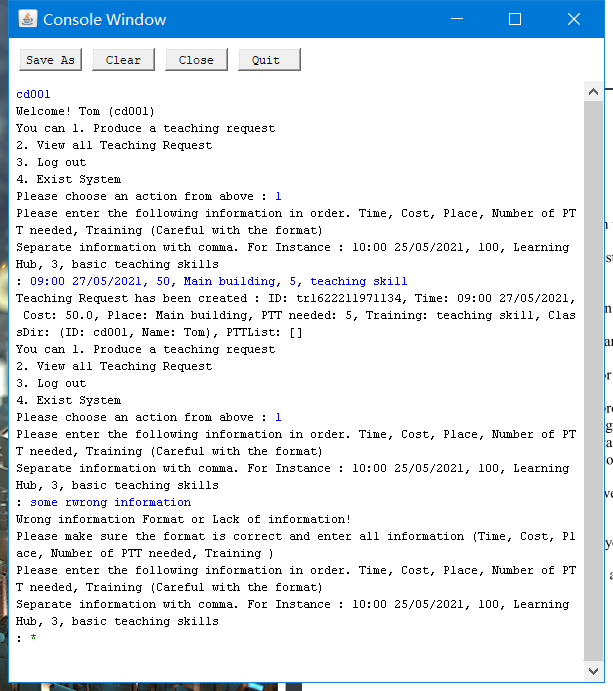 Console Window
Save As Clear Close Quit
cd001
Welcome! Tom (cd001)
You can 1. Produce a teaching request
2. View all Teaching Request
3. Log out
4. Exist System
Please choose an action from above : 1
Please enter the following information in order. Time, Cost, Place, Number of PT
T needed, Training (Careful with the format)
Separate information with comma. For Instance : 10:00 25/05/2021, 100, Learning
Hub, 3, basic teaching skills
: 09:00 27/05/2021, 50, Main building, 5, teaching skill
Teaching Request has been created : ID: tr1622211971134, Time: 09:00 27/05/2021,
Cost: 50.0, Place: Main building, PTT needed: 5, Training: teaching skill, Clas
sDir: (ID: cd001, Name: Tom), PTTList: []
You can 1. Produce a teaching request
2. View all Teaching Request
3. Log out
4. Exist System
Please choose an action from above : 1
Please enter the following information in order. Time, Cost, Place, Number of PT
T needed, Training (Careful with the format)
Separate information with comma. For Instance : 10:00 25/05/2021, 100, Learning
Hub, 3, basic teaching skills
: some rwrong information
Wrong information Format or Lack of information!
Please make sure the format is correct and enter all information (Time, Cost, Pl
ace, Number of PTT needed, Training )
Please enter the following information in order. Time, Cost, Place, Number of PT
T needed, Training (Careful with the format)
Separate information with comma. For Instance : 10:00 25/05/2021, 100, Learning
Hub, 3, basic teaching skills
: *